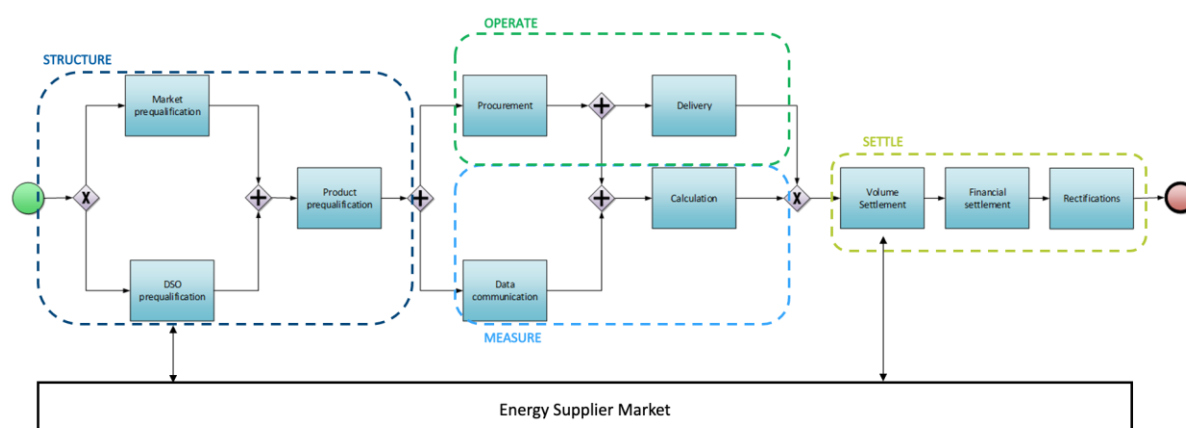 OPERATE
STRUCTURE
Market
prequalification
Procurement
Delivery
SETTLE
X
Product
prequalification
Calculation
X
Volume
Settlement
Financial
settlement
Rectifications
DSO
prequalification
Data
communication
MEASURE
Energy Supplier Market